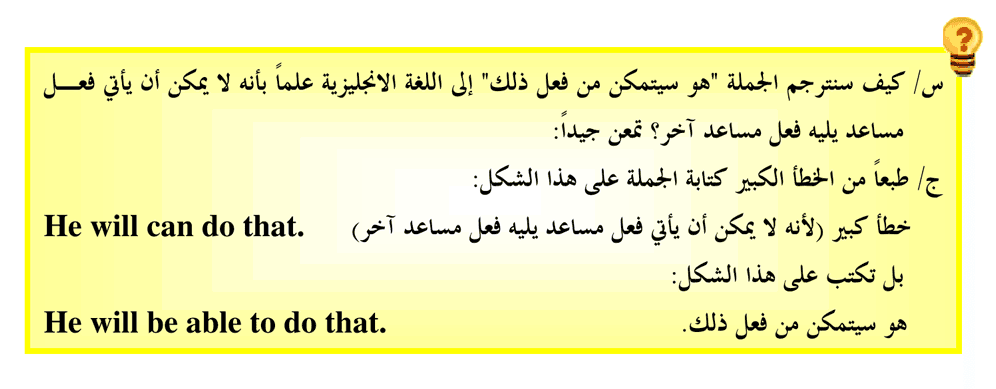 س/ كيف سنترجم الجملة "هو سيتمكن من فعل ذلك" إلى اللغة الانجليزية علماً بأنه لا يمكن أن يأتي فعـــل
مساعد يليه فعل مساعد آخر؟ تمعن جيداً:
ج/ طبعاً من الخطأ الكبير كتابة الجملة على هذا الشكل:
خطأ كبير (لأنه لا يمكن أن يأتي فعل مساعد يليه فعل مساعد آخر) He will can do that.
بل تكتب على هذا الشكل:
هو سيتمكن من فعل ذلك. He will be able to do that.